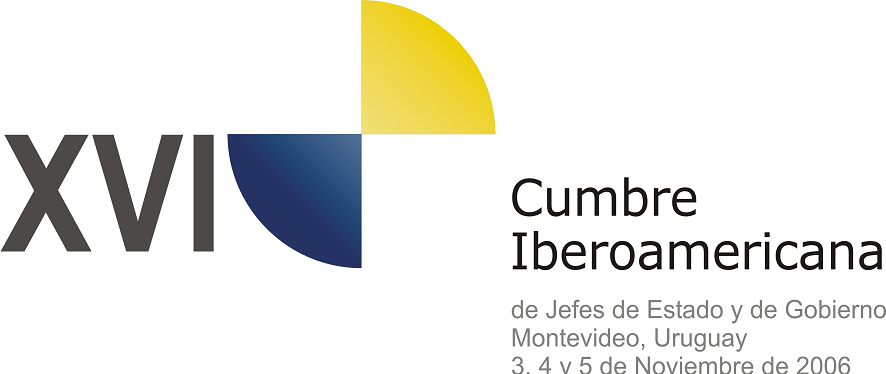 XVI
Cumbre
Iberoamericana
de Jefes de Estado y de Gobierno
Montevideo, Uruguay
3, 4 y 5 de Noviembre de 2006